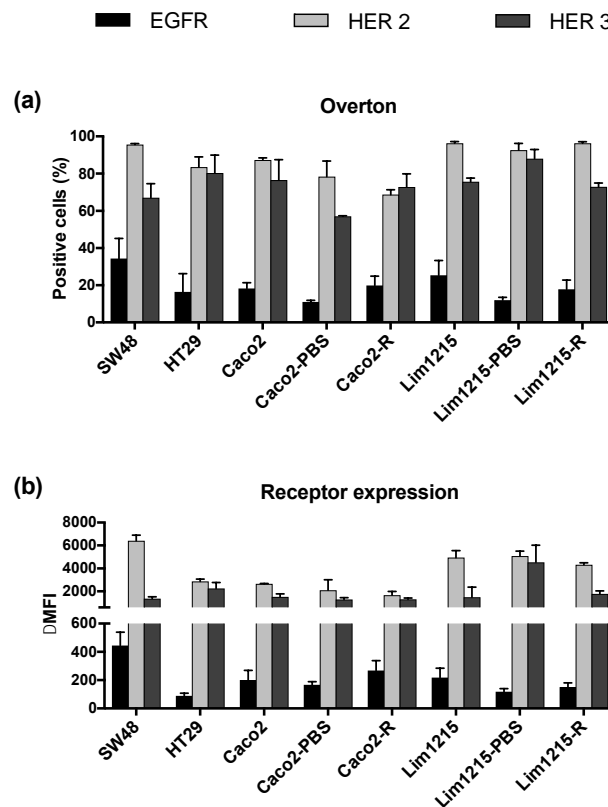 EGFR HER 2 HER 3
(a)
Overton
Positive cells (%)
100
80
60
40
20
0
SW48 HT29 Caco2 Caco2-PBS Caco2-R Lim1215 Lim1215-PBS Lim1215-R
(b)
Receptor expression
DMFI
8000
6000
4000
2000
600
400
200
0
SW48 HT29 Caco2 Caco2-PBS Caco2-R Lim1215 Lim1215-PBS Lim1215-R